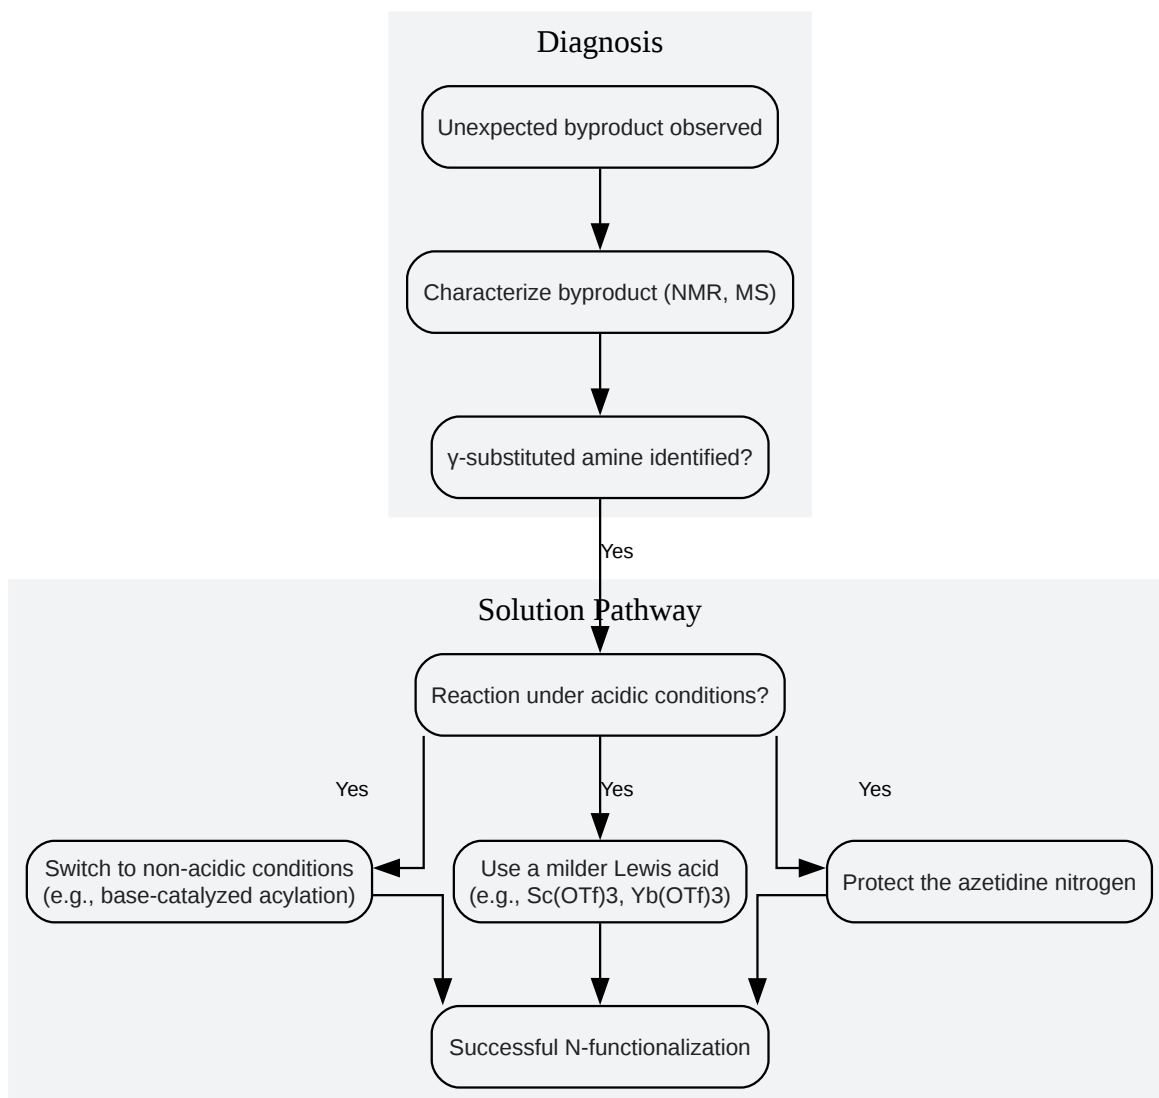 Diagnosis
Unexpected byproduct observed
Characterize byproduct (NMR, MS)
γ-substituted amine identified?
Yes
Solution Pathway
Reaction under acidic conditions?
Yes
Yes
Yes
Switch to non-acidic conditions
(e.g., base-catalyzed acylation)
Use a milder Lewis acid
(e.g., Sc(OTf)3, Yb(OTf)3)
Protect the azetidine nitrogen
Successful N-functionalization